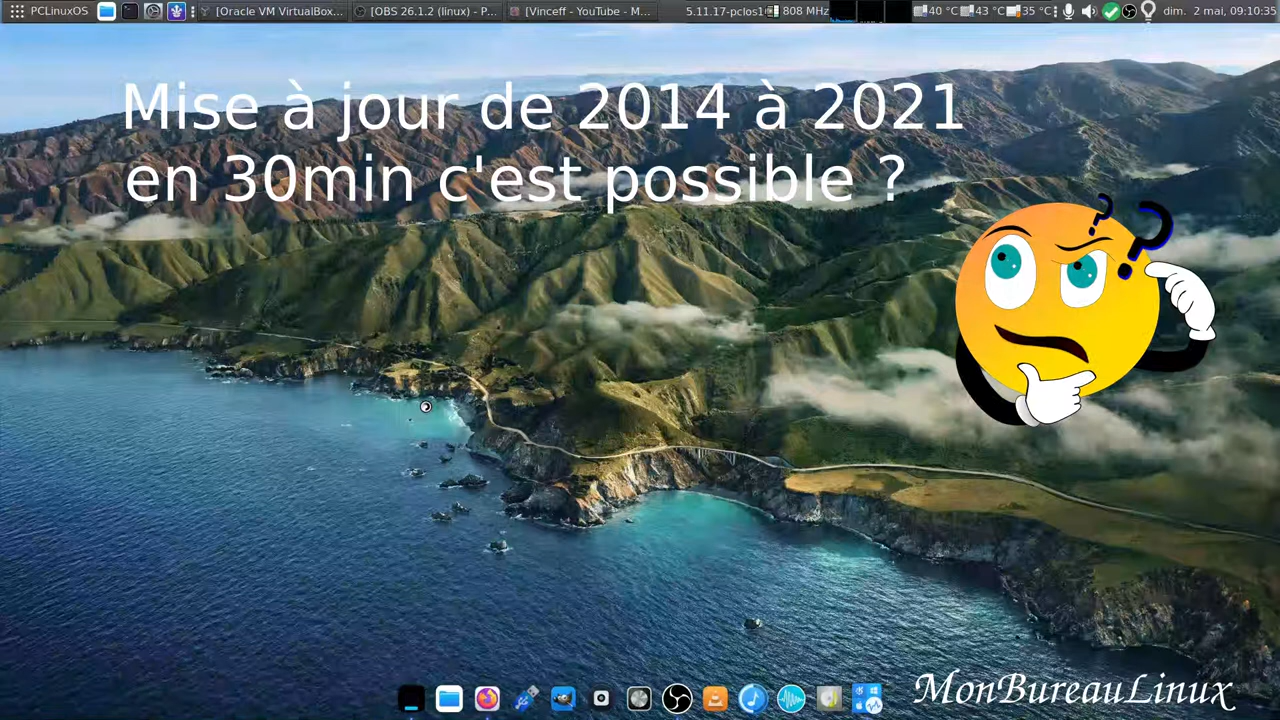 PCLinuxOS
[Oracle VM VirtualBox...
[OBS 26.1.2 (linux) - P...
[Vinceff - YouTube - M...
5.11.17-pclos1
808 MHz
40 °C
43 °C
35 °C
dim. 2 mai, 09:10:35
Mise à jour de 2014 à 2021
en 30min c'est possible ?
? ?
MonBureauLinux